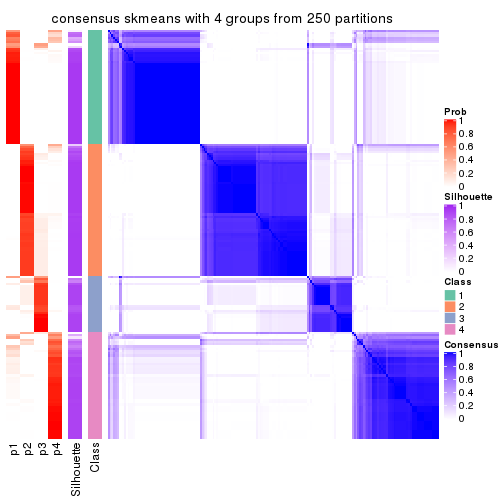 consensus skmeans with 4 groups from 250 partitions
Prob
1
0.8
0.6
0.4
0.2
0
Silhouette
1
0.8
0.6
0.4
0.2
0
Class
1
2
3
4
Consensus
1
0.8
0.6
0.4
0.2
0
p1
p2
p3
p4
Silhouette
Class